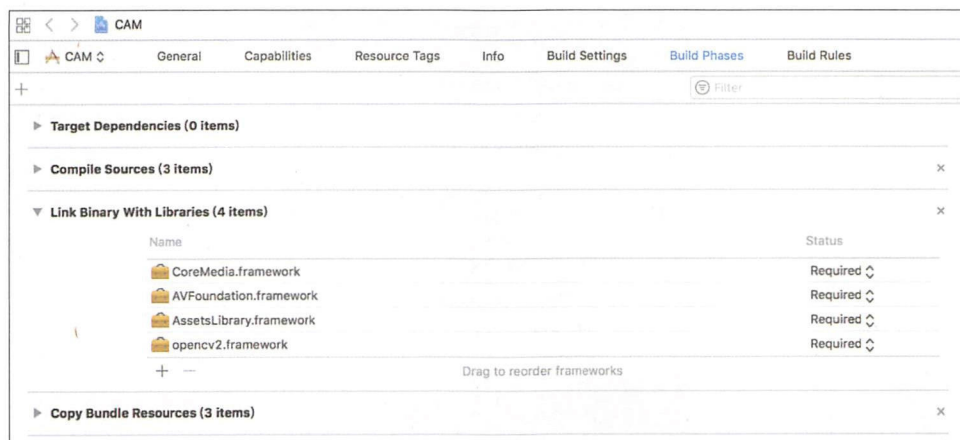 CAM
CAM General Capabilities Resource Tags Info Build Settings Build Phases Build Rules
Filter
Target Dependencies (0 items)
Compile Sources (3 items)
Link Binary With Libraries (4 items)
Name Status
CoreMedia.framework Required
AVFoundation.framework Required
AssetsLibrary.framework Required
opencv2.framework Required
Drag to reorder frameworks
Copy Bundle Resources (3 items)